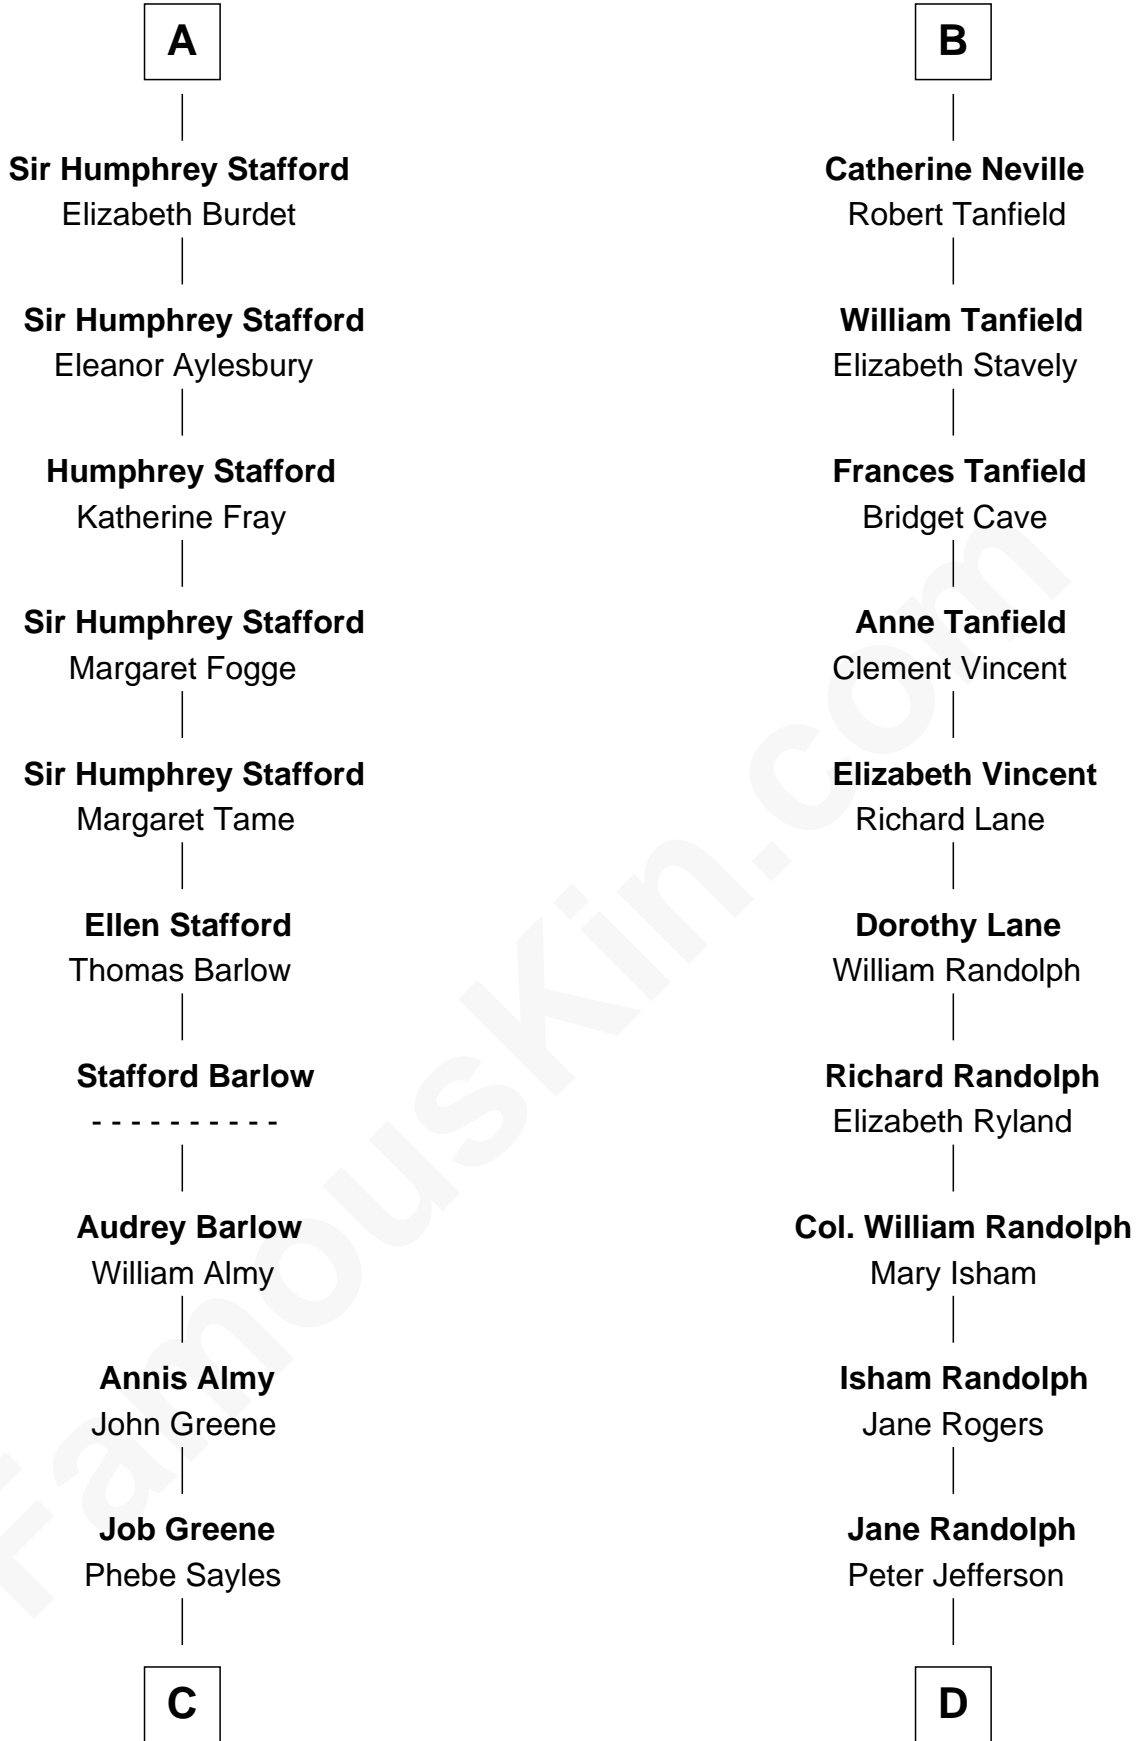 A
Sir Humphrey Stafford
Elizabeth Burdet
Sir Humphrey Stafford
Eleanor Aylesbury
Humphrey Stafford
Katherine Fray
Sir Humphrey Stafford
Margaret Fogge
Sir Humphrey Stafford
Margaret Tame
Ellen Stafford
Thomas Barlow
Stafford Barlow
- - - - - - - - - -
Audrey Barlow
William Almy
Annis Almy
John Greene
Job Greene
Phebe Sayles
C
B
Catherine Neville
Robert Tanfield
William Tanfield
Elizabeth Stavely
Frances Tanfield
Bridget Cave
Anne Tanfield
Clement Vincent
Elizabeth Vincent
Richard Lane
Dorothy Lane
William Randolph
Richard Randolph
Elizabeth Ryland
Col. William Randolph
Mary Isham
Isham Randolph
Jane Rogers
Jane Randolph
Peter Jefferson
D
FamousKin.com